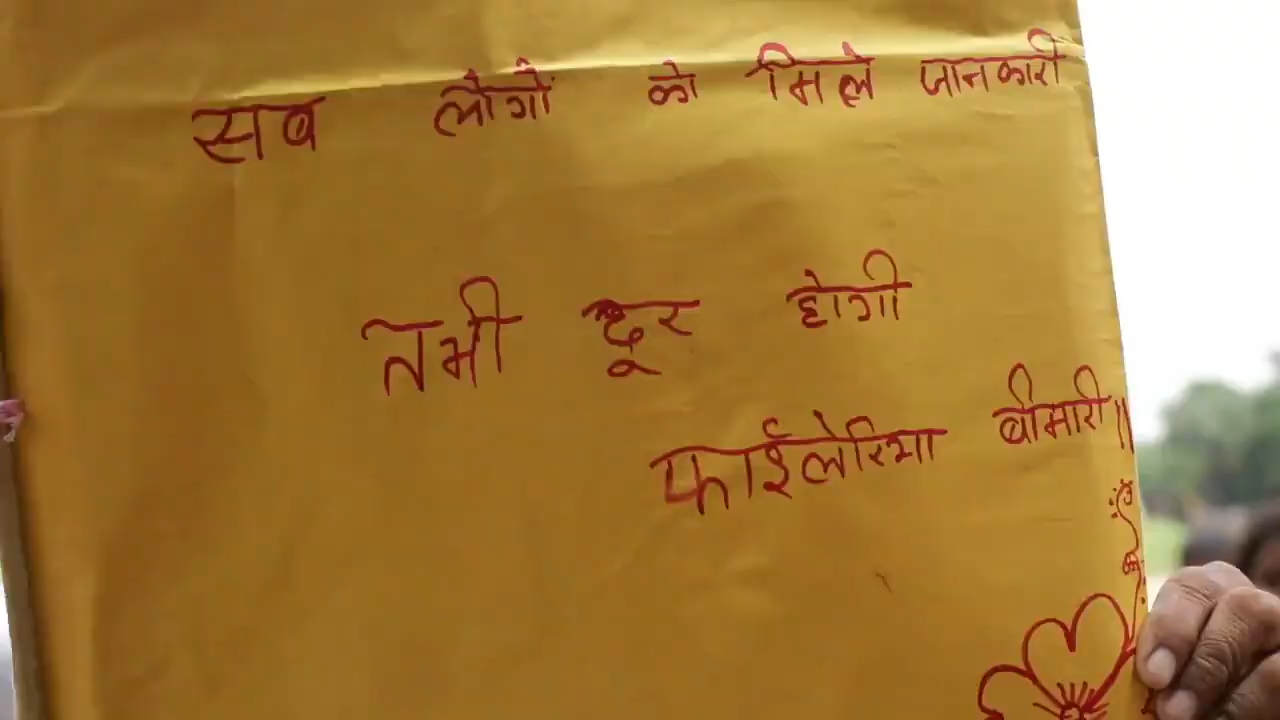 सब लोगों को मिले जानकारी
तभी दूर होगी
फाईलेरिया बीमारी॥